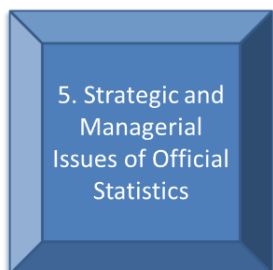 5. Strategic and
Managerial
Issues of Official
Statistics